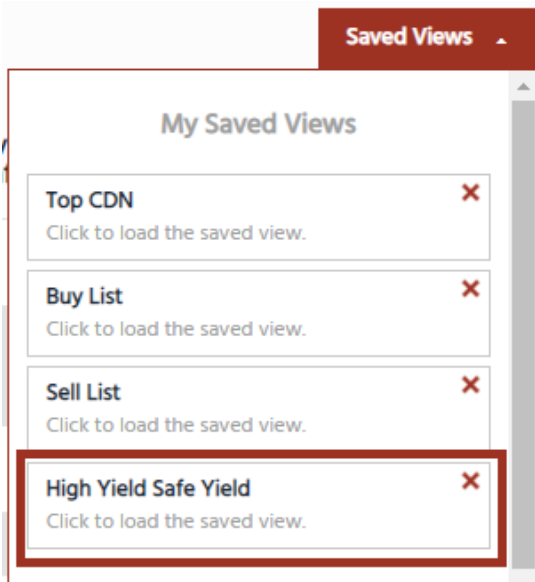 Saved Views
My Saved Views
Top CDN
Click to load the saved view.
Buy List
Click to load the saved view.
Sell List
Click to load the saved view.
High Yield Safe Yield
Click to load the saved view.